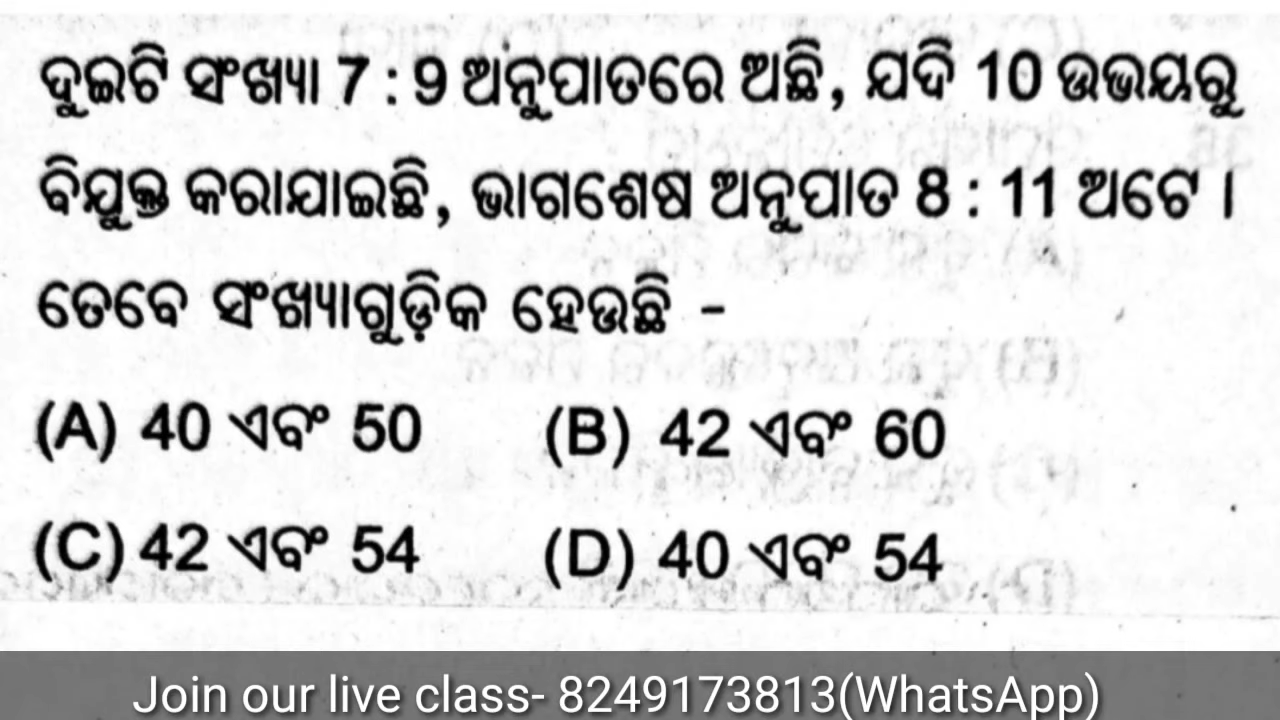 ଦୁଇଟି ସଂଖ୍ୟା 7 : 9 ଅନୁପାତରେ ଅଛି, ଯଦି 10 ଉଭୟରୁ
ବିଯୁକ୍ତ କରାଯାଇଛି, ଭାଗଶେଷ ଅନୁପାତ 8 : 11 ଅଟେ ।
ତେବେ ସଂଖ୍ୟାଗୁଡ଼ିକ ହେଉଛି -
(A) 40 ଏବଂ 50 (B) 42 ଏବଂ 60
(C) 42 ଏବଂ 54 (D) 40 ଏବଂ 54
Join our live class- 8249173813(WhatsApp)